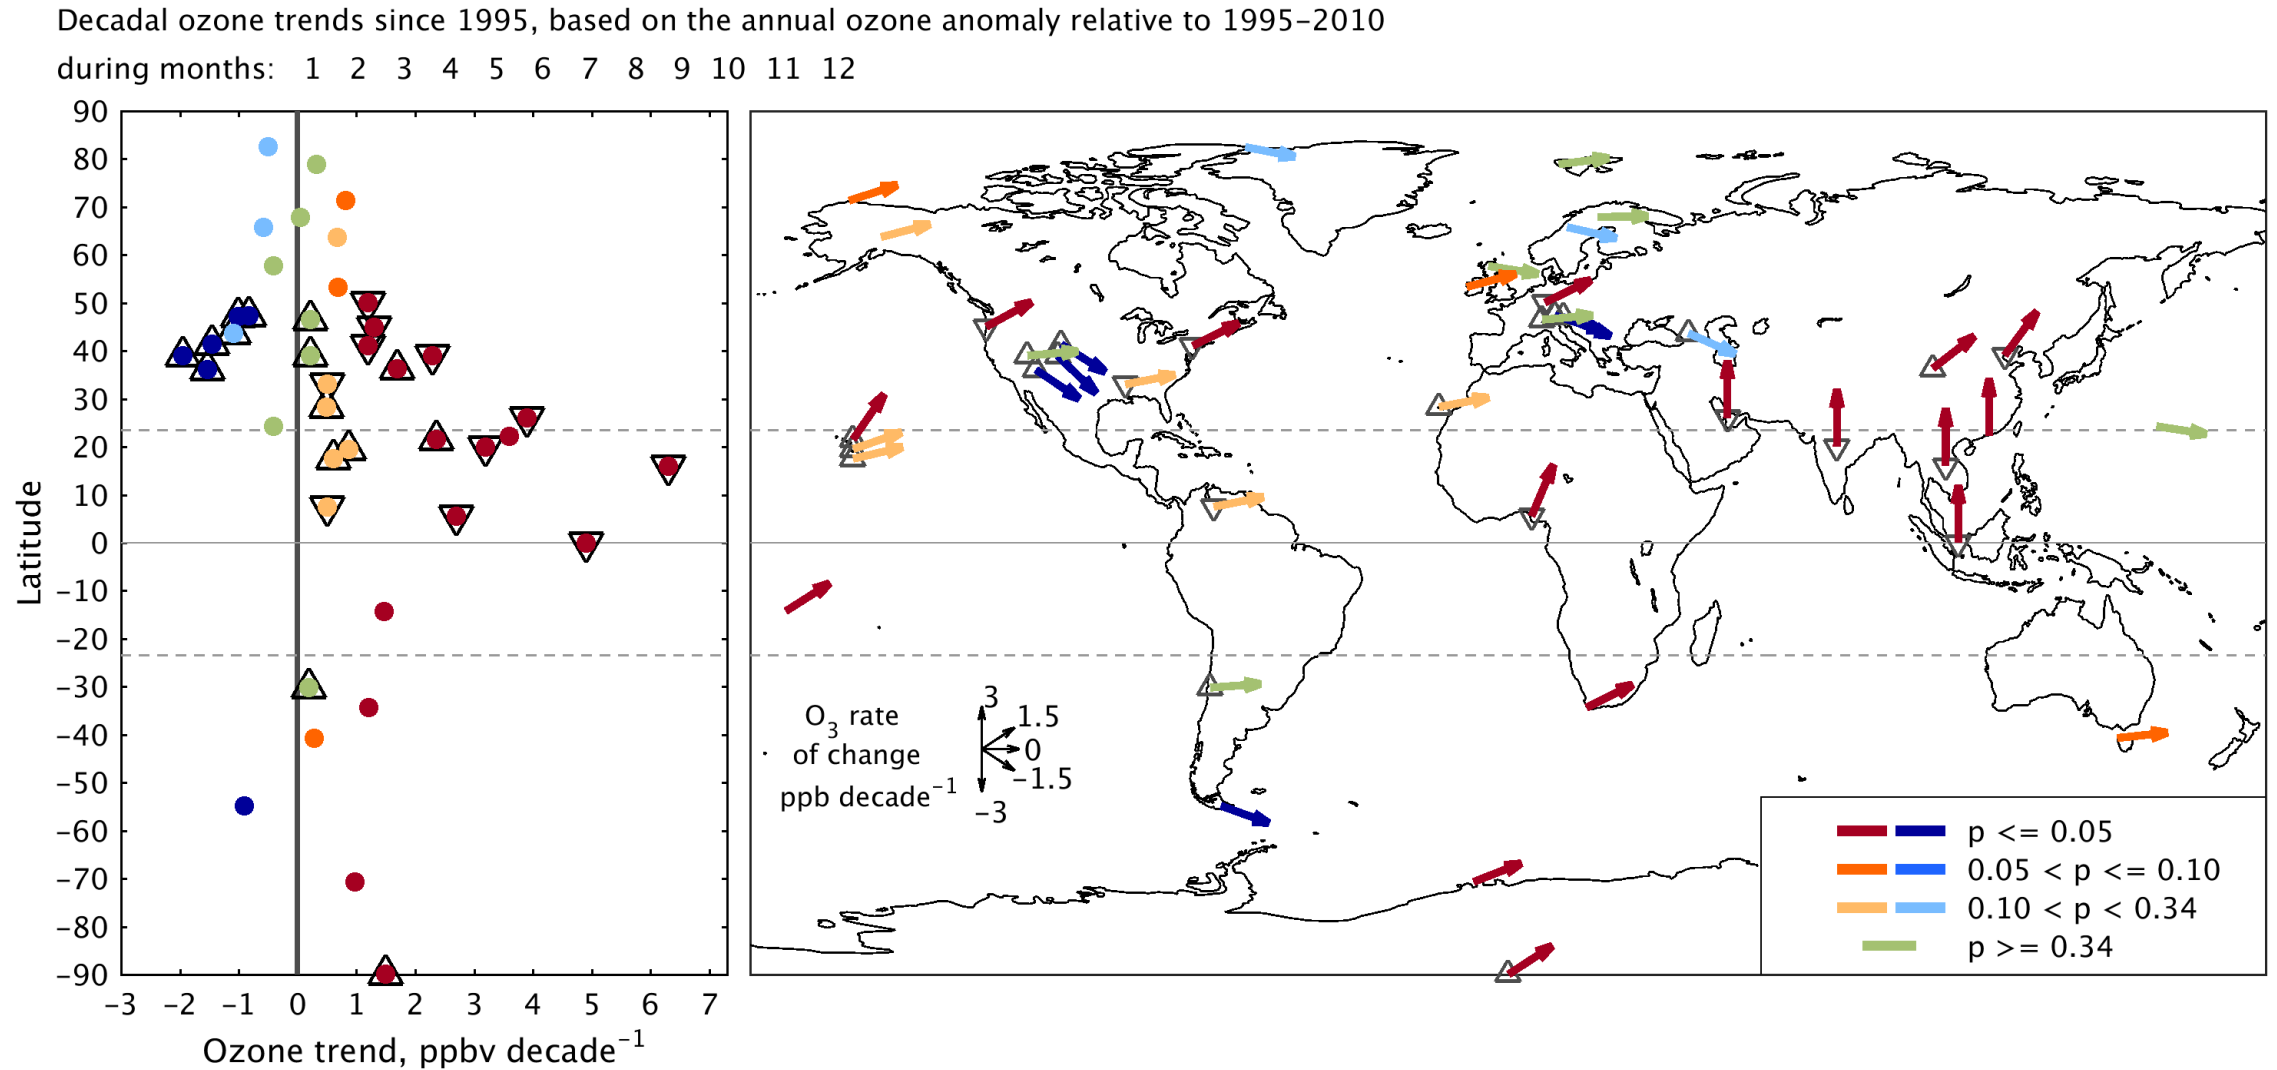 Decadal ozone trends since 1995, based on the annual ozone anomaly relative to 1995−2010
during months: 1 2 3 4 5 6 7 8 9 10 11 12
90
80
70
60
50
40
30
20
10
0
−10
−20
−30
−40
−50
−60
−70
−80
−90
Latitude
−3 −2 −1 0 1 2 3 4 5 6 7
Ozone trend, ppbv decade⁻¹
O₃ rate
of change
ppb decade⁻¹
3
1.5
0
−1.5
−3
p <= 0.05
0.05 < p <= 0.10
0.10 < p < 0.34
p >= 0.34